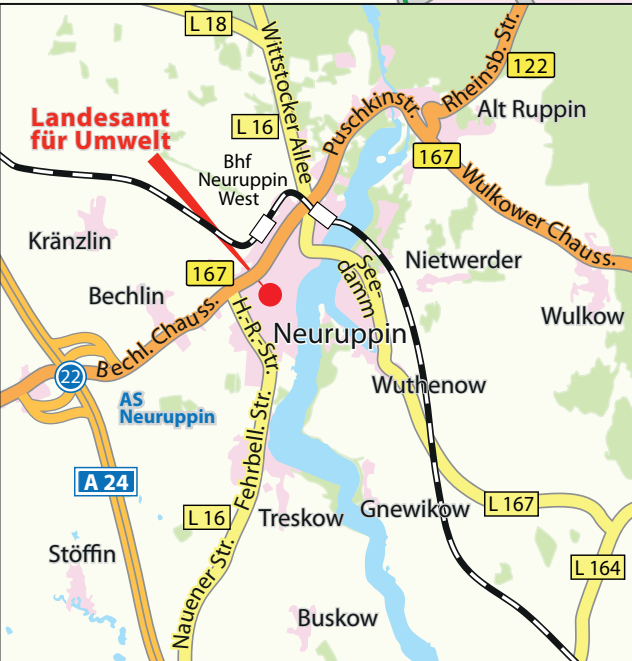 L 18
Wittstocker Allee
Rheinsb. Str.
122
Puschkinstr.
Alt Ruppin
Landesamt
für Umwelt
L 16
167
Bhf
Neuruppin
West
Wulkower Chauss.
Kränzlin
See-
damm
Nietwerder
167
Bechlin
Wulkow
H.-R.-Str.
Neuruppin
Bechl. Chauss.
22
AS
Neuruppin
Wuthenow
Fehrbell. Str.
A 24
L 16
Treskow
Gnewikow
L 167
Stöffin
L 164
Nauener Str.
Buskow